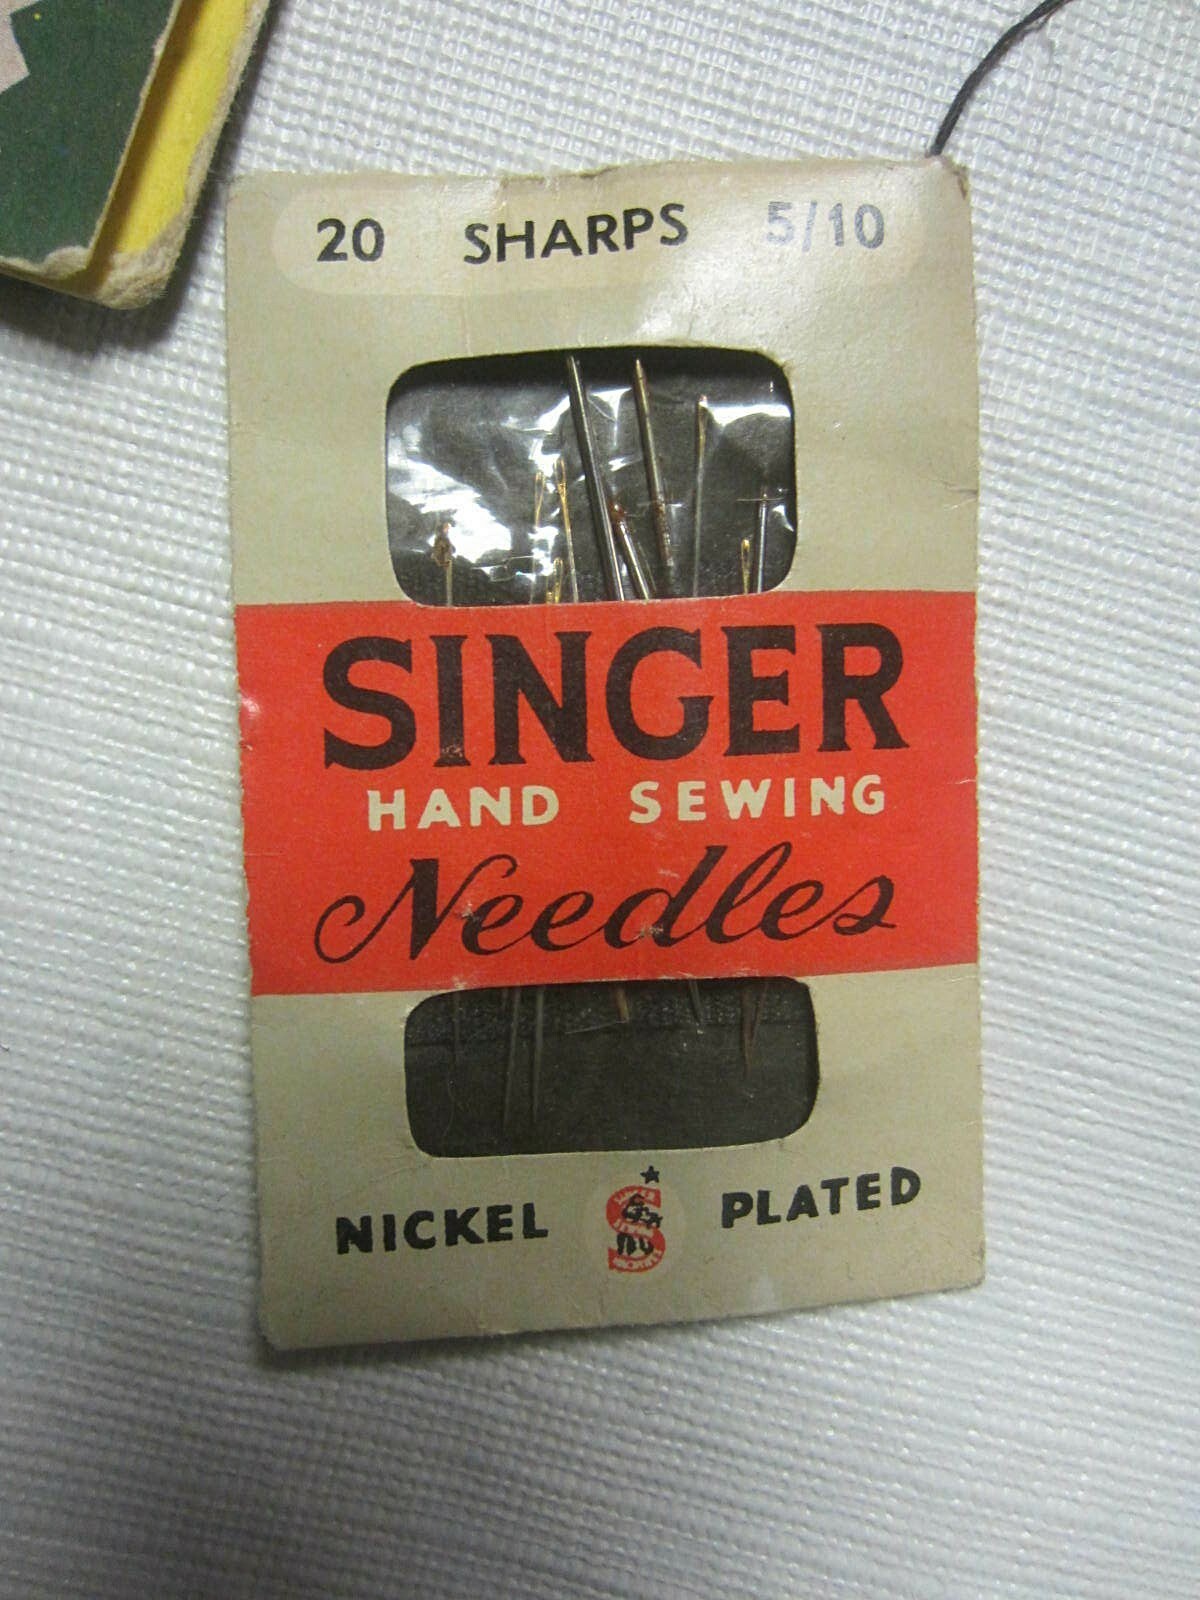 20 SHARPS 5/10
SINGER
HAND SEWING
Needles
NICKEL S PLATED